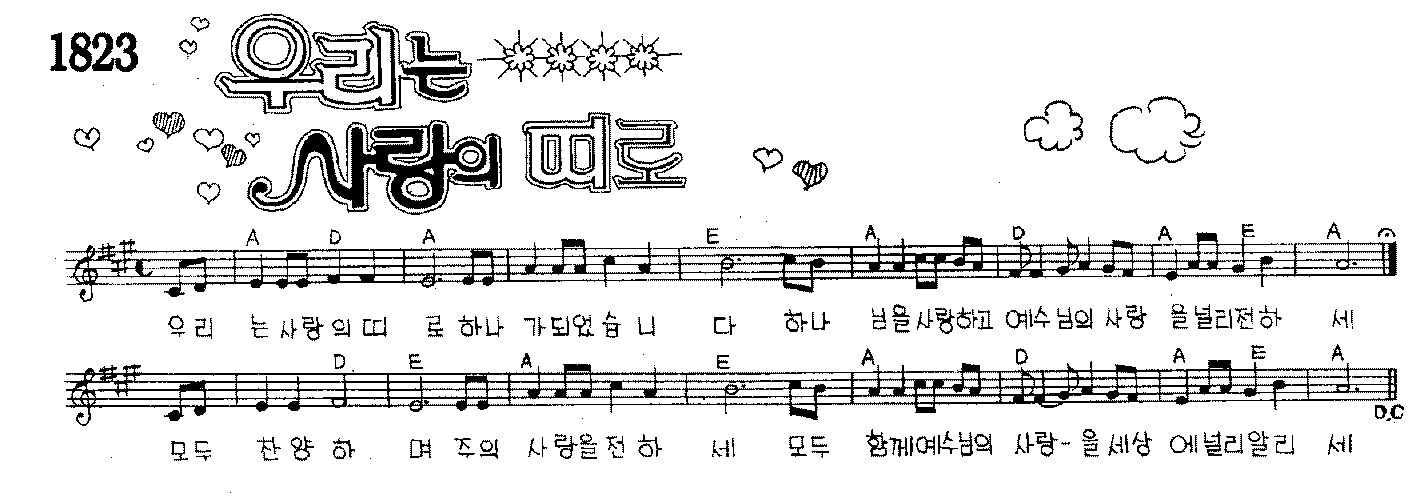 1823
우리는
사랑의 띠로
A D A E A D A E A
우리 는 사랑의 띠 로 하나 가되었습니 다 하나 님을사랑하고 예수님의 사랑 을널리전하 세
D E A E A D A E A
D.C
모두 찬양하 며 주의 사랑을전하 세 모두 함께예수님의 사랑-을세상 에널리알리 세